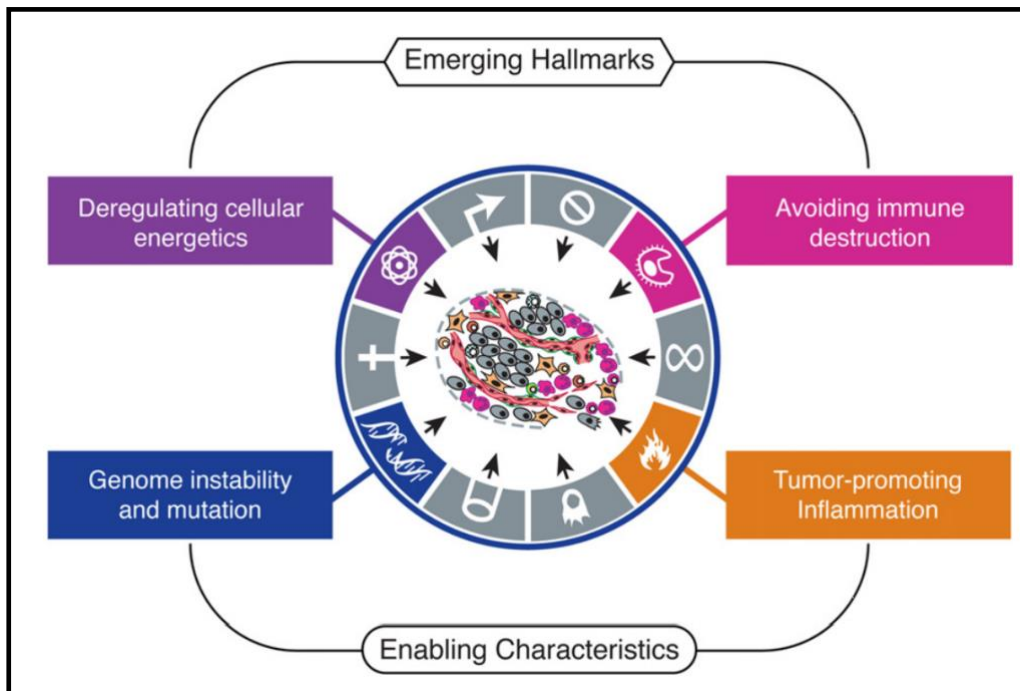 Emerging Hallmarks
Deregulating cellular
energetics
Avoiding immune
destruction
Genome instability
and mutation
Tumor-promoting
Inflammation
Enabling Characteristics